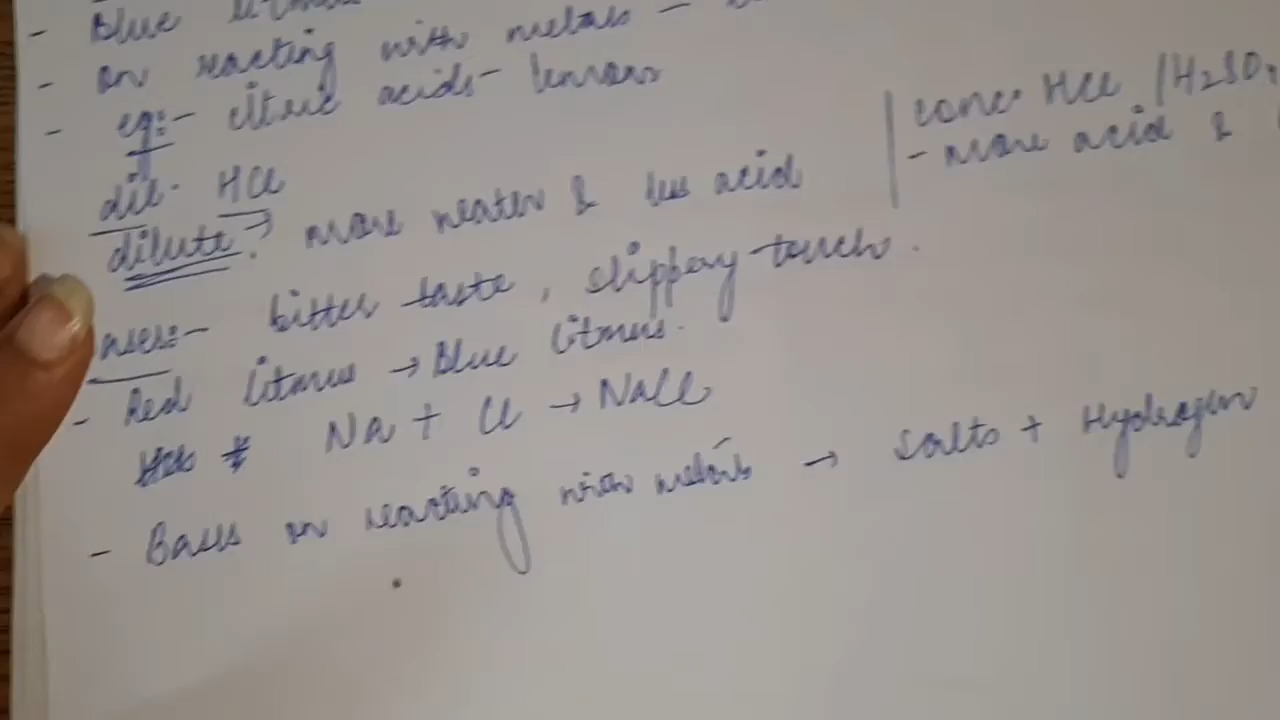 - Blue litmus
- on reacting with metals -
- eg:- citric acids - lemons
dil. HCl
dilute → more water & less acid
conc. HCl / H2SO4
- more acid &
ases:- bitter taste, slippery touch.
- Red litmus → Blue litmus.
Na + Cl → NaCl
- Bases on reacting with metals → salts + Hydrogen